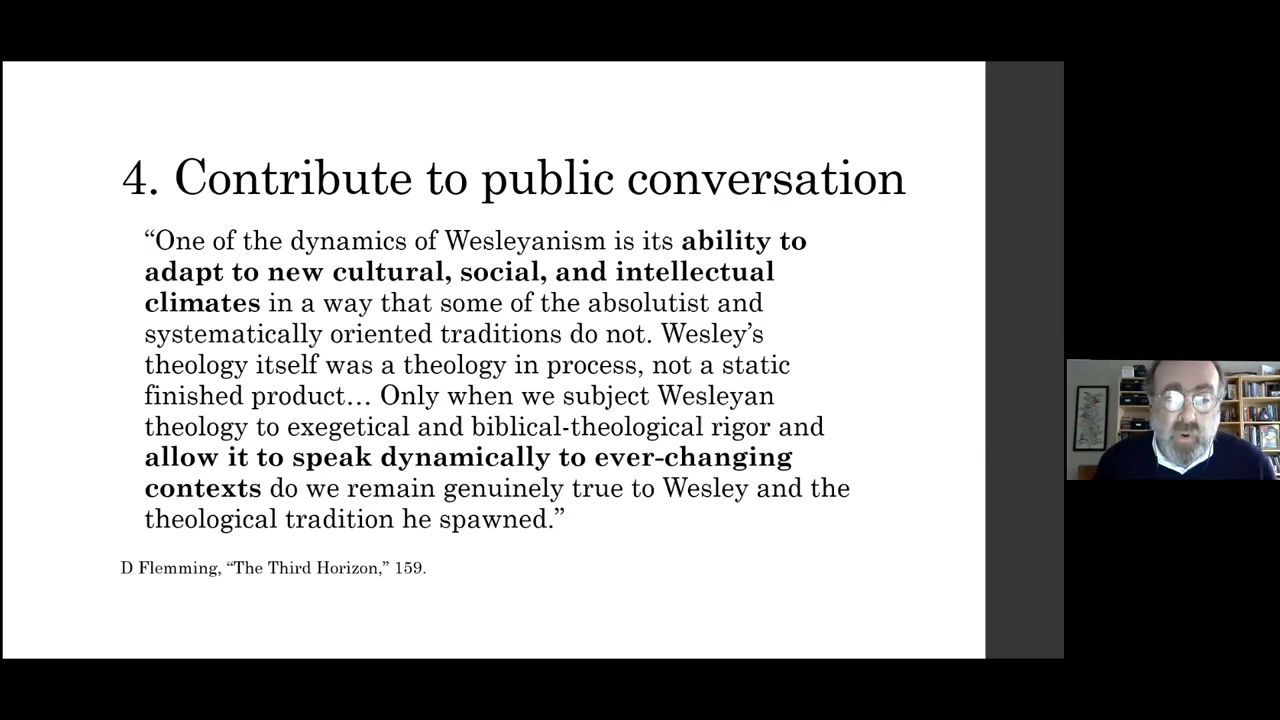 4. Contribute to public conversation
“One of the dynamics of Wesleyanism is its ability to
adapt to new cultural, social, and intellectual
climates in a way that some of the absolutist and
systematically oriented traditions do not. Wesley’s
theology itself was a theology in process, not a static
finished product… Only when we subject Wesleyan
theology to exegetical and biblical-theological rigor and
allow it to speak dynamically to ever-changing
contexts do we remain genuinely true to Wesley and the
theological tradition he spawned.”
D Flemming, “The Third Horizon,” 159.